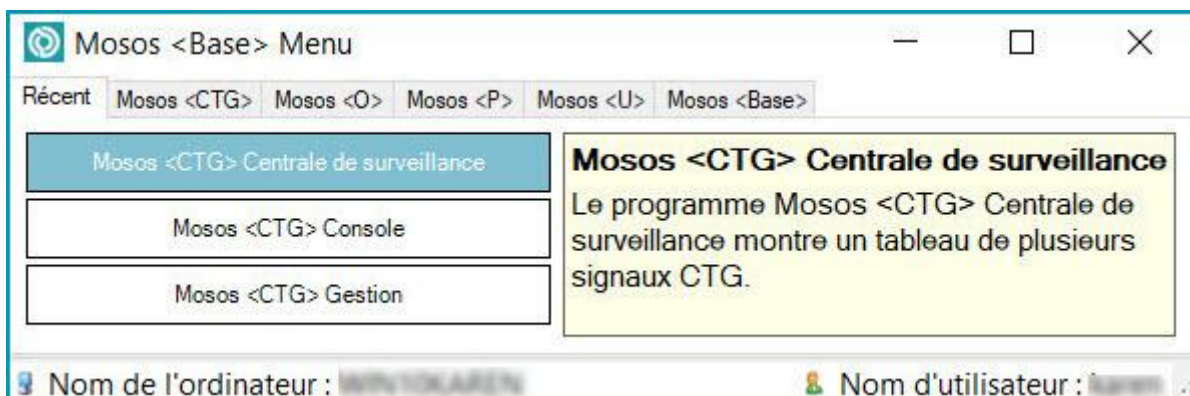 Mosos <Base> Menu
Récent Mosos <CTG> Mosos <O> Mosos <P> Mosos <U> Mosos <Base>
Mosos <CTG> Centrale de surveillance
Mosos <CTG> Console
Mosos <CTG> Gestion
Mosos <CTG> Centrale de surveillance
Le programme Mosos <CTG> Centrale de
surveillance montre un tableau de plusieurs
signaux CTG.
Nom de l'ordinateur :
Nom d'utilisateur :